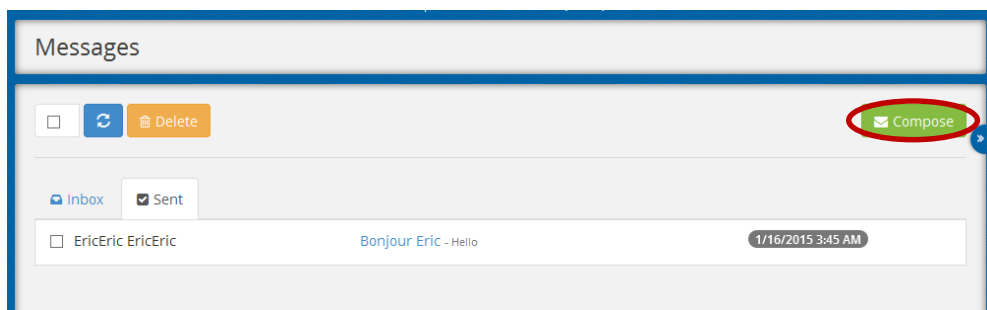 Messages
Delete
Compose
Inbox
Sent
EricEric EricEric Bonjour Eric - Hello 1/16/2015 3:45 AM